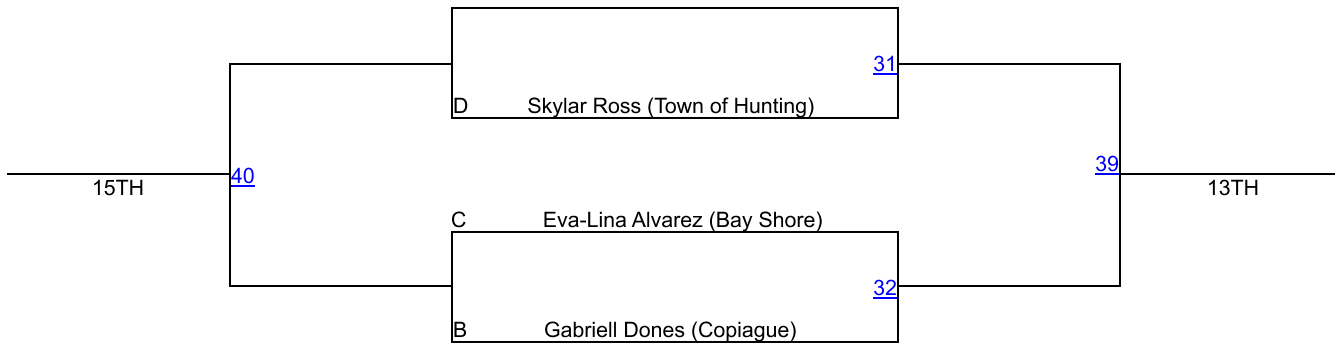 31
D Skylar Ross (Town of Hunting)
39
40
15TH
13TH
C Eva-Lina Alvarez (Bay Shore)
32
B Gabriell Dones (Copiague)